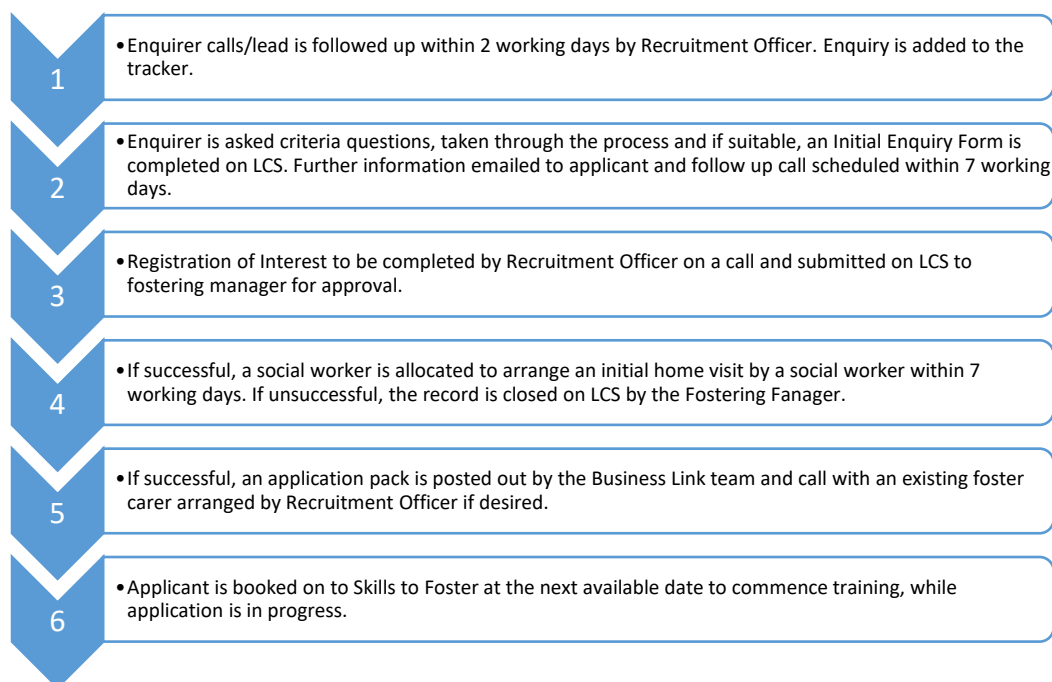 1
•Enquirer calls/lead is followed up within 2 working days by Recruitment Officer. Enquiry is added to the
tracker.
2
•Enquirer is asked criteria questions, taken through the process and if suitable, an Initial Enquiry Form is
completed on LCS. Further information emailed to applicant and follow up call scheduled within 7 working
days.
3
•Registration of Interest to be completed by Recruitment Officer on a call and submitted on LCS to
fostering manager for approval.
4
•If successful, a social worker is allocated to arrange an initial home visit by a social worker within 7
working days. If unsuccessful, the record is closed on LCS by the Fostering Fanager.
5
•If successful, an application pack is posted out by the Business Link team and call with an existing foster
carer arranged by Recruitment Officer if desired.
6
•Applicant is booked on to Skills to Foster at the next available date to commence training, while
application is in progress.